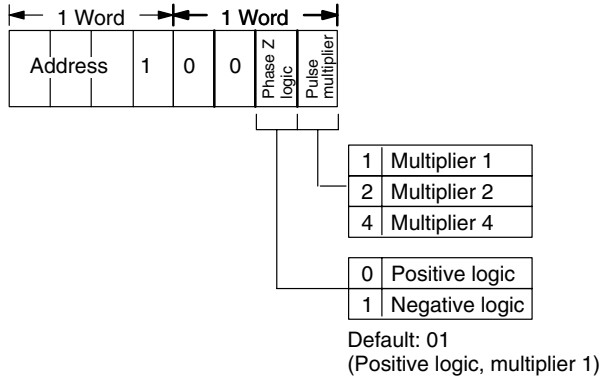 1 Word 1 Word
Address 1 0 0 Phase Z logic Pulse multiplier
1 Multiplier 1
2 Multiplier 2
4 Multiplier 4
0 Positive logic
1 Negative logic
Default: 01
(Positive logic, multiplier 1)